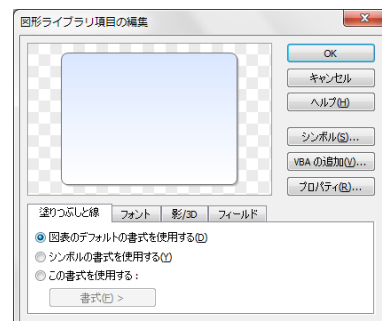 図形ライブラリ項目の編集
OK
キャンセル
ヘルプ(H)
シンボル(S)...
VBA の追加(V)...
プロパティ(R)...
塗りつぶしと線 フォント 影/3D フィールド
図表のデフォルトの書式を使用する(D)
シンボルの書式を使用する(Y)
この書式を使用する:
書式(F) >